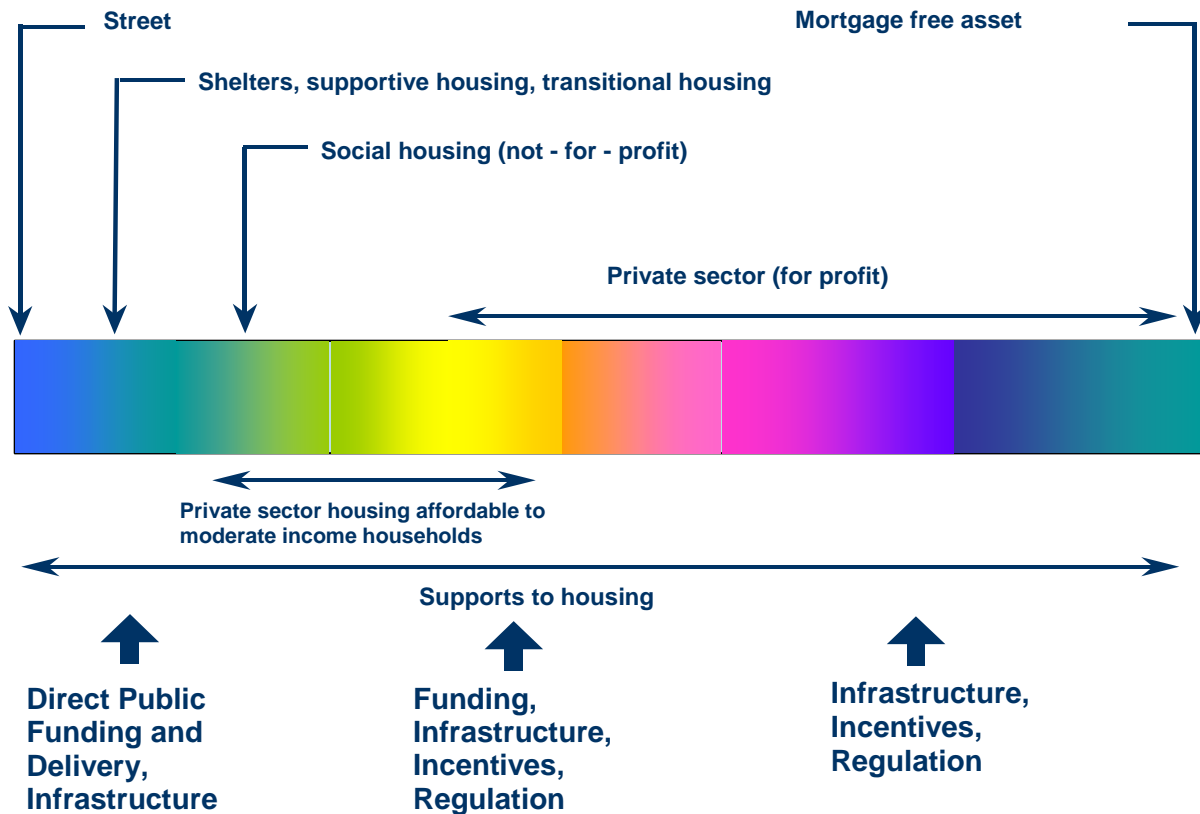 Street
Mortgage free asset
Shelters, supportive housing, transitional housing
Social housing (not - for - profit)
Private sector (for profit)
Private sector housing affordable to
moderate income households
Supports to housing
Direct Public
Funding and
Delivery,
Infrastructure
Funding,
Infrastructure,
Incentives,
Regulation
Infrastructure,
Incentives,
Regulation